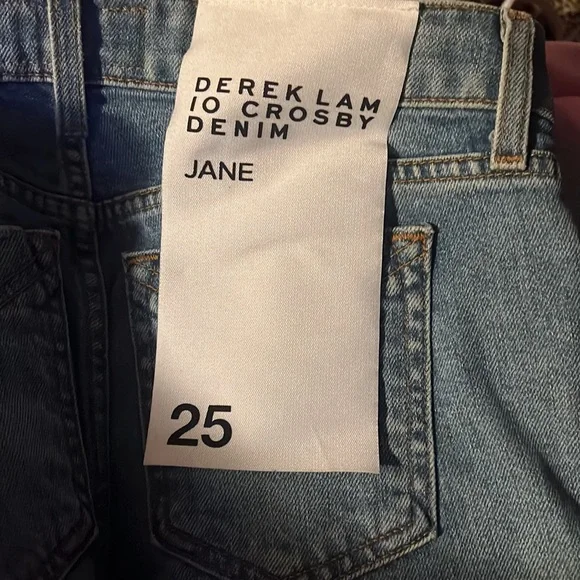 DEREK LAM
10 CROSBY
DENIM
JANE
25